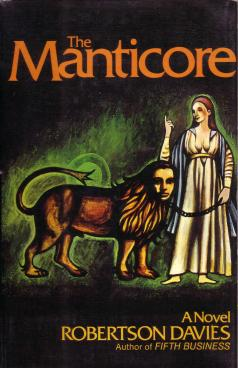 The
Manticore
A Novel
ROBERTSON DAVIES
Author of FIFTH BUSINESS